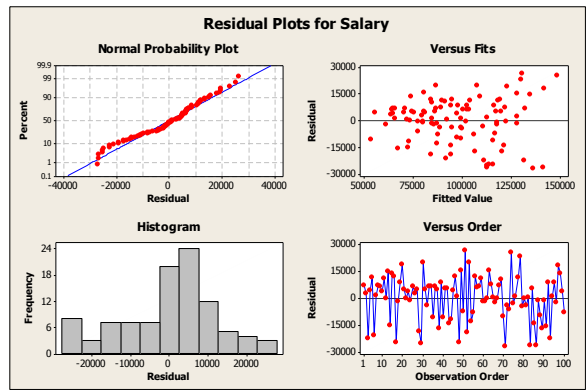 Residual Plots for Salary
Normal Probability Plot
99.9
99
90
50
10
1
0.1
Percent
-40000 -20000 0 20000 40000
Residual
Versus Fits
30000
15000
0
-15000
-30000
Residual
50000 75000 100000 125000 150000
Fitted Value
Histogram
24
18
12
6
0
Frequency
-20000 -10000 0 10000 20000
Residual
Versus Order
30000
15000
0
-15000
-30000
Residual
1 10 20 30 40 50 60 70 80 90 100
Observation Order